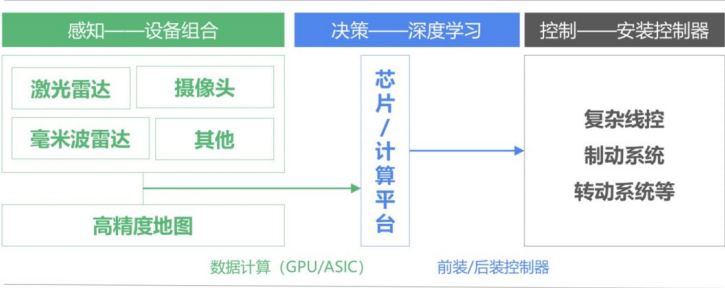 感知——设备组合
决策——深度学习
控制——安装控制器
激光雷达
摄像头
毫米波雷达
其他
高精度地图
芯片/计算平台
复杂线控
制动系统
转动系统等
数据计算（GPU/ASIC）
前装/后装控制器